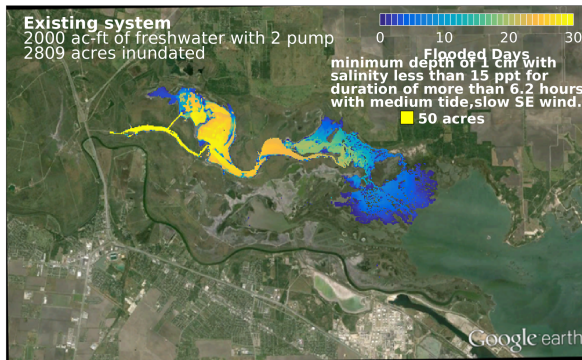 Existing system
2000 ac-ft of freshwater with 2 pump
2809 acres inundated
0 10 20 30
Flooded Days
minimum depth of 1 cm with
salinity less than 15 ppt for
duration of more than 6.2 hours
with medium tide,slow SE wind.
50 acres
Google earth